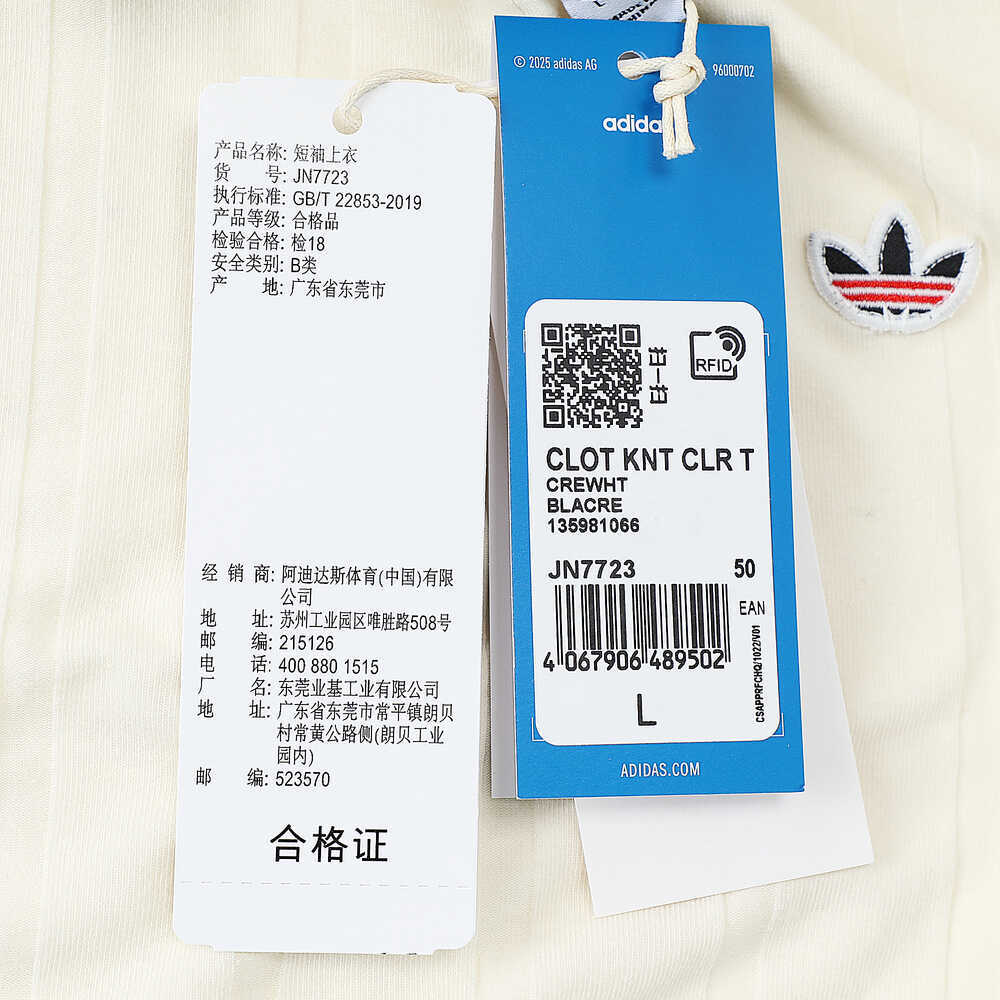 产品名称: 短袖上衣
货 号: JN7723
执行标准: GB/T 22853-2019
产品等级: 合格品
检验合格: 检18
安全类别: B类
产 地: 广东省东莞市
经 销 商: 阿迪达斯体育(中国)有限
公司
地 址: 苏州工业园区唯胜路508号
邮 编: 215126
电 话: 400 880 1515
厂 名: 东莞业基工业有限公司
地 址: 广东省东莞市常平镇朗贝
村常黄公路侧(朗贝工业
园内)
邮 编: 523570
合格证
L
© 2025 adidas AG
96000702
adidas
扫一扫
RFID
CLOT KNT CLR T
CREWHT
BLACRE
135981066
JN7723 50
EAN
4 067906 489502
L
CSAPPRFCHQ/1022/V01
ADIDAS.COM